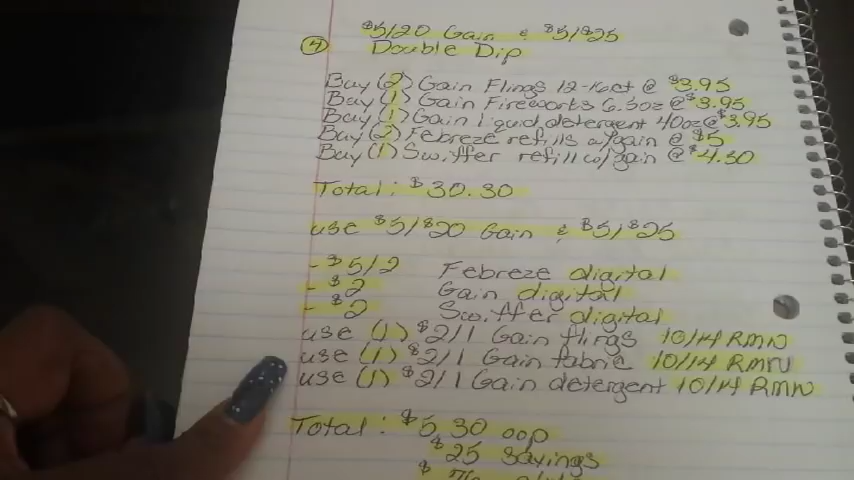 $5/20 Gain & $5/$25
4 Double Dip
Buy (2) Gain Flings 12-16ct @ $3.95
Buy (1) Gain Fireworks 6.5oz @ $3.95
Buy (1) Gain liquid detergent 40oz @ $3.95
Buy (2) Febreze refills w/gain @ $5
Buy (1) Swiffer refill w/gain @ $4.50
Total: $30.30
use $5/$20 Gain & $5/$25
- $5/2 Febreze digital
- $2 Gain digital
- $2 Swiffer digital
use (1) $2/1 Gain flings 10/14 RMN
use (1) $2/1 Gain fabric 10/14 RMN
use (1) $2/1 Gain detergent 10/14 RMN
Total: $5.30 oop
$25 savings
$